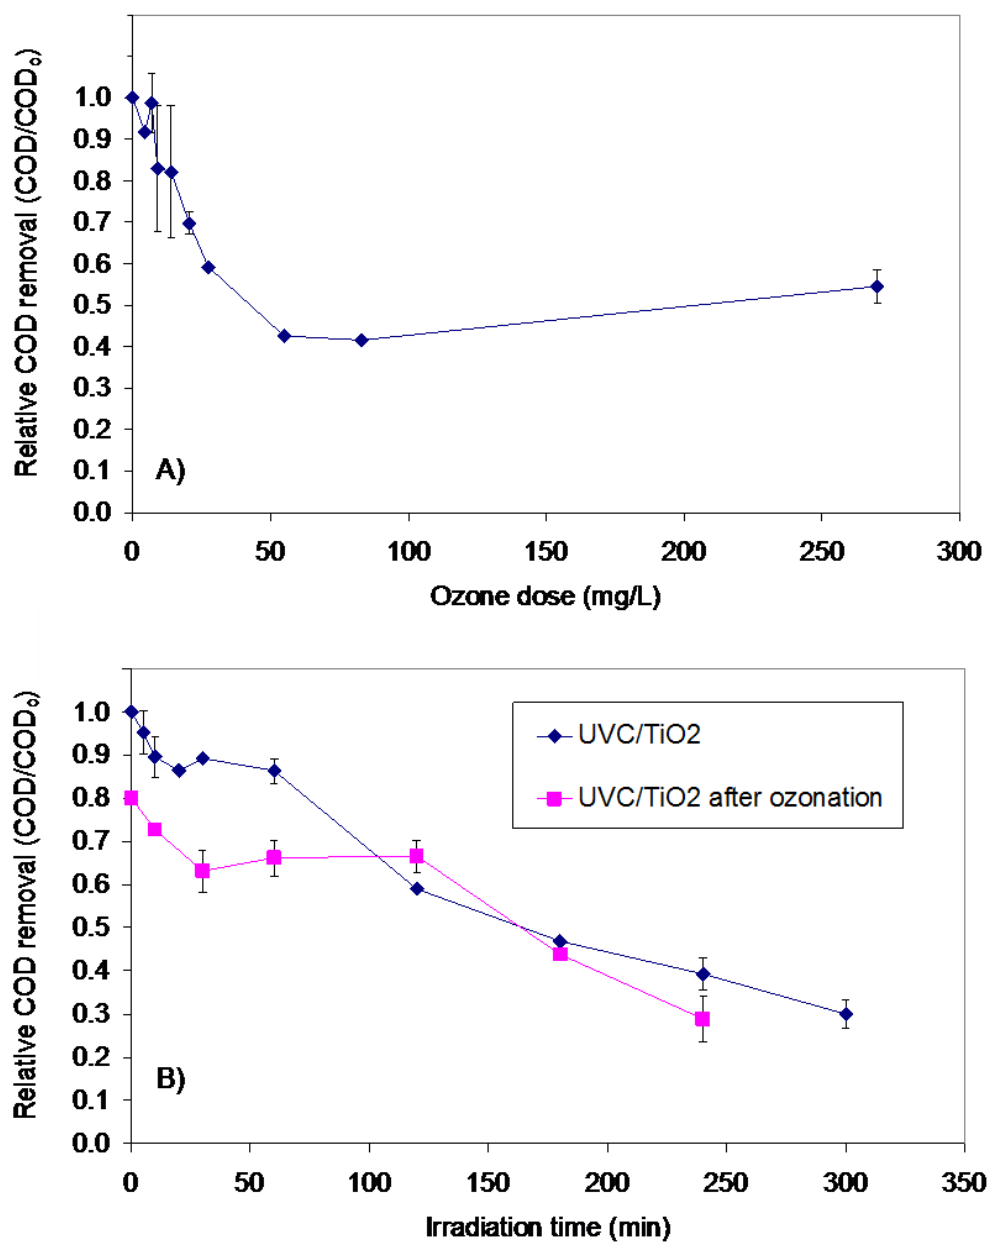 Relative COD removal (COD/COD₀)
1.0
0.9
0.8
0.7
0.6
0.5
0.4
0.3
0.2
0.1
0.0
A)
0 50 100 150 200 250 300
Ozone dose (mg/L)
Relative COD removal (COD/COD₀)
1.0
0.9
0.8
0.7
0.6
0.5
0.4
0.3
0.2
0.1
0.0
UVC/TiO2
UVC/TiO2 after ozonation
B)
0 50 100 150 200 250 300 350
Irradiation time (min)